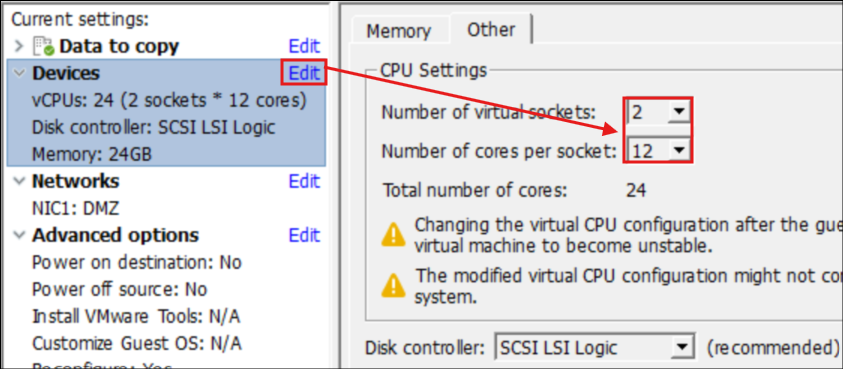 Current settings:
Data to copy Edit
Devices Edit
vCPUs: 24 (2 sockets * 12 cores)
Disk controller: SCSI LSI Logic
Memory: 24GB
Networks Edit
NIC1: DMZ
Advanced options Edit
Power on destination: No
Power off source: No
Install VMware Tools: N/A
Customize Guest OS: N/A
Memory Other
CPU Settings
Number of virtual sockets: 2
Number of cores per socket: 12
Total number of cores: 24
Changing the virtual CPU configuration after the gue
virtual machine to become unstable.
The modified virtual CPU configuration might not co
system.
Disk controller: SCSI LSI Logic (recommended)